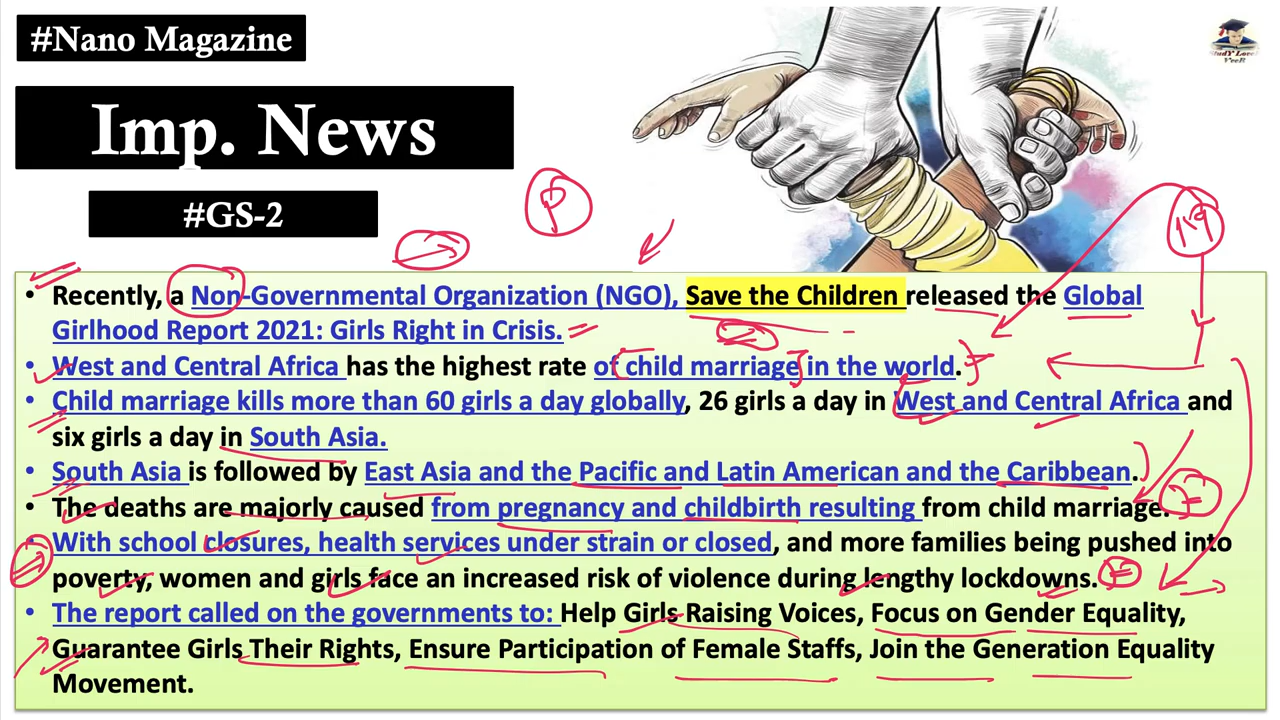 #Nano Magazine
Imp. News
#GS-2
StudY Lover
VeeR
• Recently, a Non-Governmental Organization (NGO), Save the Children released the Global
Girlhood Report 2021: Girls Right in Crisis.
• West and Central Africa has the highest rate of child marriage in the world.
• Child marriage kills more than 60 girls a day globally, 26 girls a day in West and Central Africa and
six girls a day in South Asia.
• South Asia is followed by East Asia and the Pacific and Latin American and the Caribbean.
• The deaths are majorly caused from pregnancy and childbirth resulting from child marriage.
• With school closures, health services under strain or closed, and more families being pushed into
poverty, women and girls face an increased risk of violence during lengthy lockdowns.
• The report called on the governments to: Help Girls Raising Voices, Focus on Gender Equality,
Guarantee Girls Their Rights, Ensure Participation of Female Staffs, Join the Generation Equality
Movement.